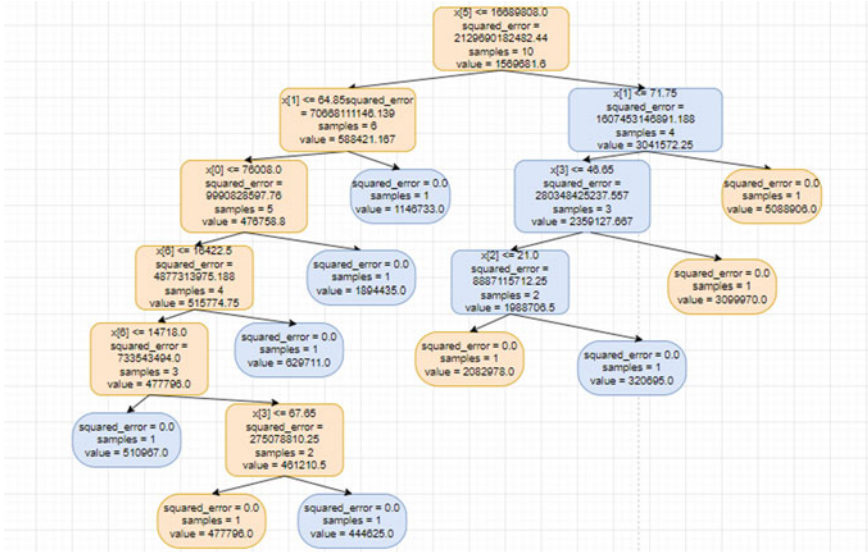 x[5] <= 16689808.0
squared_error =
2129690182482.44
samples = 10
value = 1569681.6
x[1] <= 64.85squared_error
= 70668111146.139
samples = 6
value = 588421.167
x[1] <= 71.75
squared_error =
1607453146891.188
samples = 4
value = 3041572.25
x[0] <= 76008.0
squared_error =
9990828597.76
samples = 5
value = 476758.8
squared_error = 0.0
samples = 1
value = 1146733.0
x[3] <= 46.65
squared_error =
280348425237.557
samples = 3
value = 2359127.667
squared_error = 0.0
samples = 1
value = 5088906.0
x[6] <= 16422.5
squared_error =
4877313975.188
samples = 4
value = 515774.75
squared_error = 0.0
samples = 1
value = 1894435.0
x[2] <= 21.0
squared_error =
8887115712.25
samples = 2
value = 1988706.5
squared_error = 0.0
samples = 1
value = 3099970.0
x[6] <= 14718.0
squared_error =
733543494.0
samples = 3
value = 477796.0
squared_error = 0.0
samples = 1
value = 629711.0
squared_error = 0.0
samples = 1
value = 2082978.0
squared_error = 0.0
samples = 1
value = 320695.0
squared_error = 0.0
samples = 1
value = 510967.0
x[3] <= 67.65
squared_error =
275078810.25
samples = 2
value = 461210.5
squared_error = 0.0
samples = 1
value = 477796.0
squared_error = 0.0
samples = 1
value = 444625.0